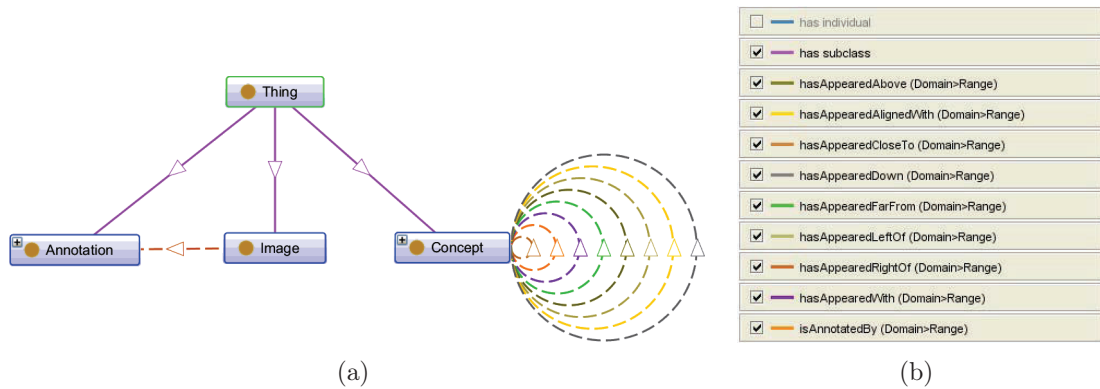 Thing
Annotation
Image
Concept
(a)
has individual
has subclass
hasAppearedAbove (Domain>Range)
hasAppearedAlignedWith (Domain>Range)
hasAppearedCloseTo (Domain>Range)
hasAppearedDown (Domain>Range)
hasAppearedFarFrom (Domain>Range)
hasAppearedLeftOf (Domain>Range)
hasAppearedRightOf (Domain>Range)
hasAppearedWith (Domain>Range)
isAnnotatedBy (Domain>Range)
(b)